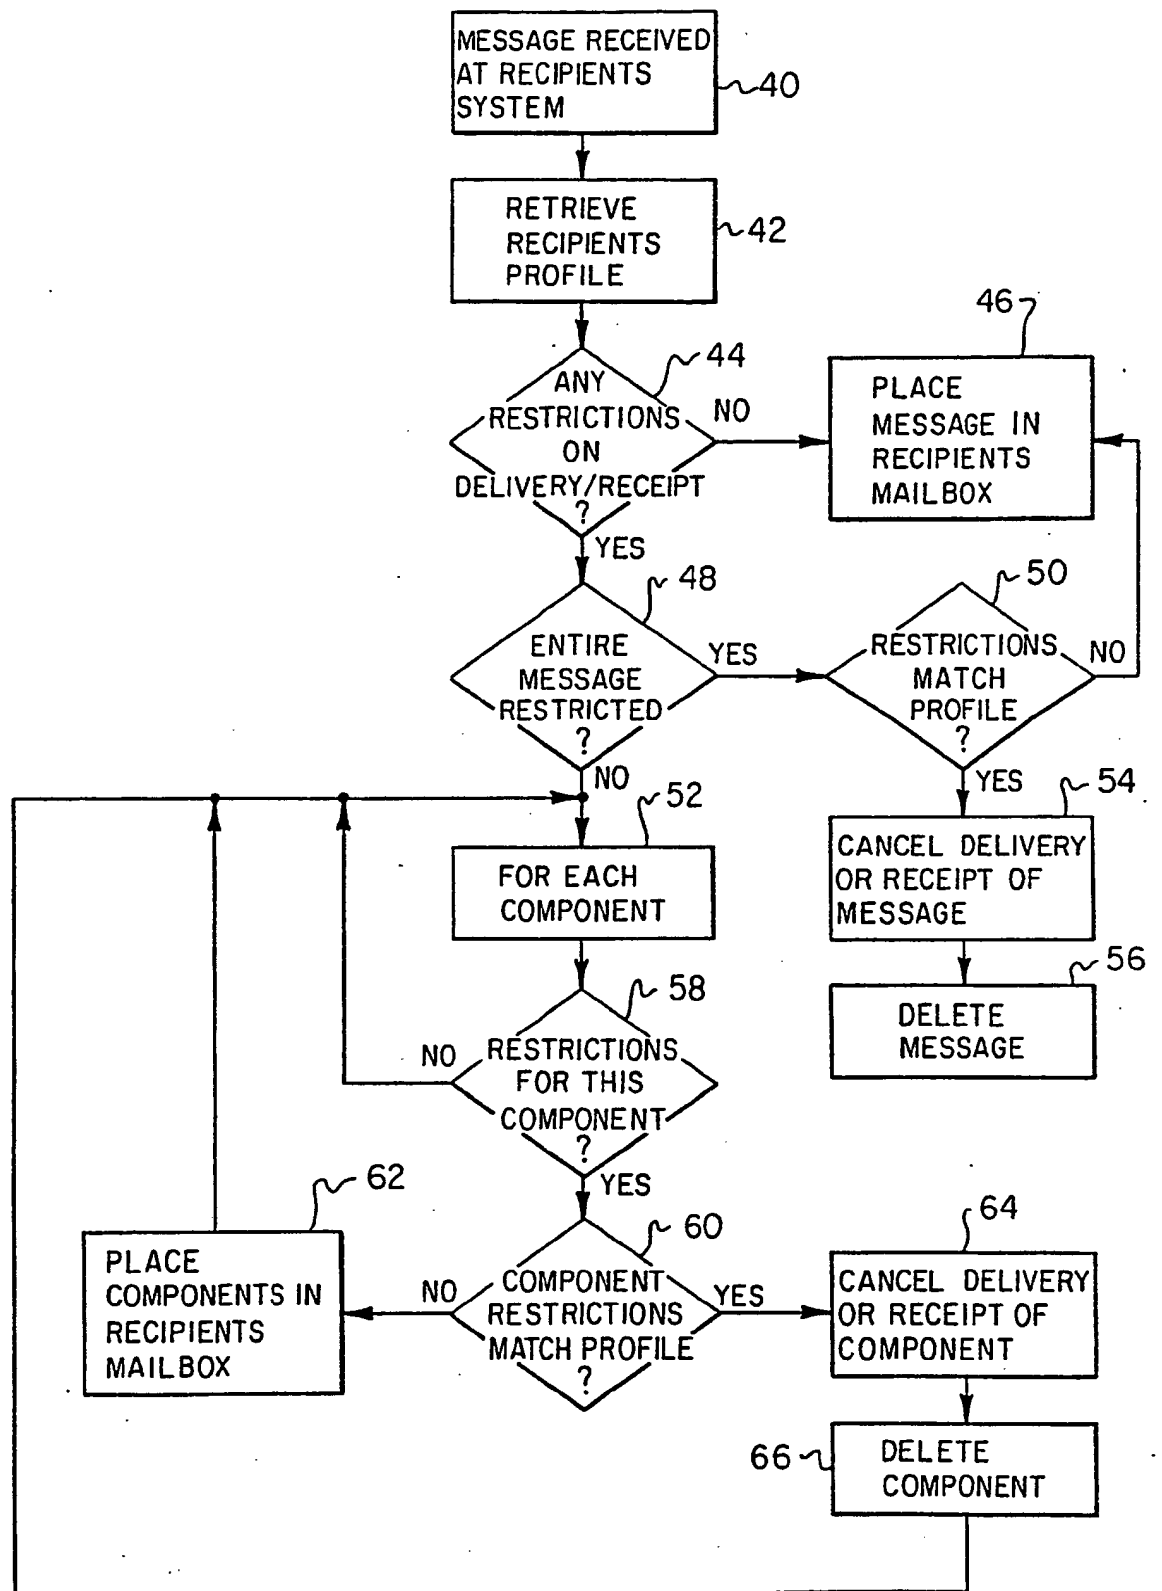 MESSAGE RECEIVED
AT RECIPIENTS
SYSTEM
40
RETRIEVE
RECIPIENTS
PROFILE
42
44
ANY
RESTRICTIONS
ON
DELIVERY/RECEIPT
?
NO
YES
46
PLACE
MESSAGE IN
RECIPIENTS
MAILBOX
48
ENTIRE
MESSAGE
RESTRICTED
?
YES
NO
50
RESTRICTIONS
MATCH
PROFILE
?
NO
YES
54
CANCEL DELIVERY
OR RECEIPT OF
MESSAGE
56
DELETE
MESSAGE
52
FOR EACH
COMPONENT
58
RESTRICTIONS
FOR THIS
COMPONENT
?
NO
YES
60
COMPONENT
RESTRICTIONS
MATCH PROFILE
?
NO
YES
62
PLACE
COMPONENTS IN
RECIPIENTS
MAILBOX
64
CANCEL DELIVERY
OR RECEIPT OF
COMPONENT
66
DELETE
COMPONENT